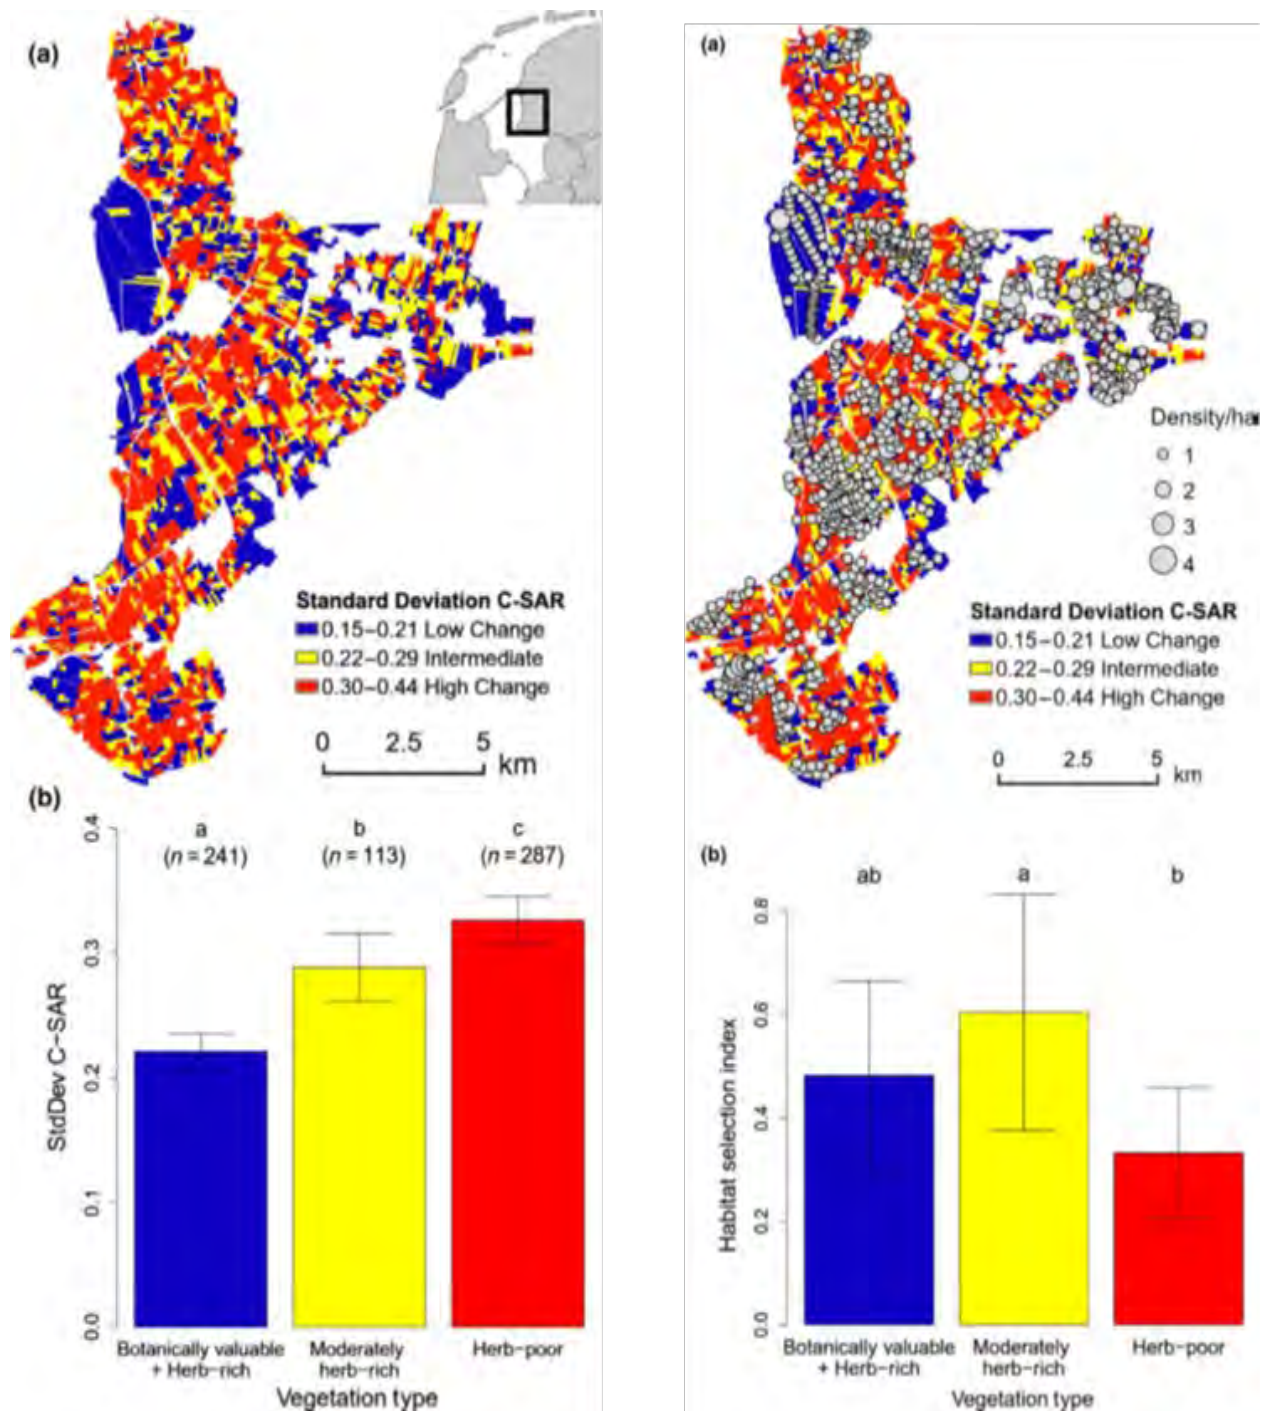 (a)
Standard Deviation C-SAR
0.15–0.21 Low Change
0.22–0.29 Intermediate
0.30–0.44 High Change
0 2.5 5
km
(b)
a b c
(n = 241) (n = 113) (n = 287)
0.4
0.3
0.2
0.1
0.0
StdDev C-SAR
Botanically valuable + Herb-rich
Moderately herb-rich
Herb-poor
Vegetation type
(a)
Density/ha
1
2
3
4
Standard Deviation C-SAR
0.15–0.21 Low Change
0.22–0.29 Intermediate
0.30–0.44 High Change
0 2.5 5
km
(b)
ab a b
0.8
0.6
0.4
0.2
0.0
Habitat selection index
Botanically valuable + Herb-rich
Moderately herb-rich
Herb-poor
Vegetation type